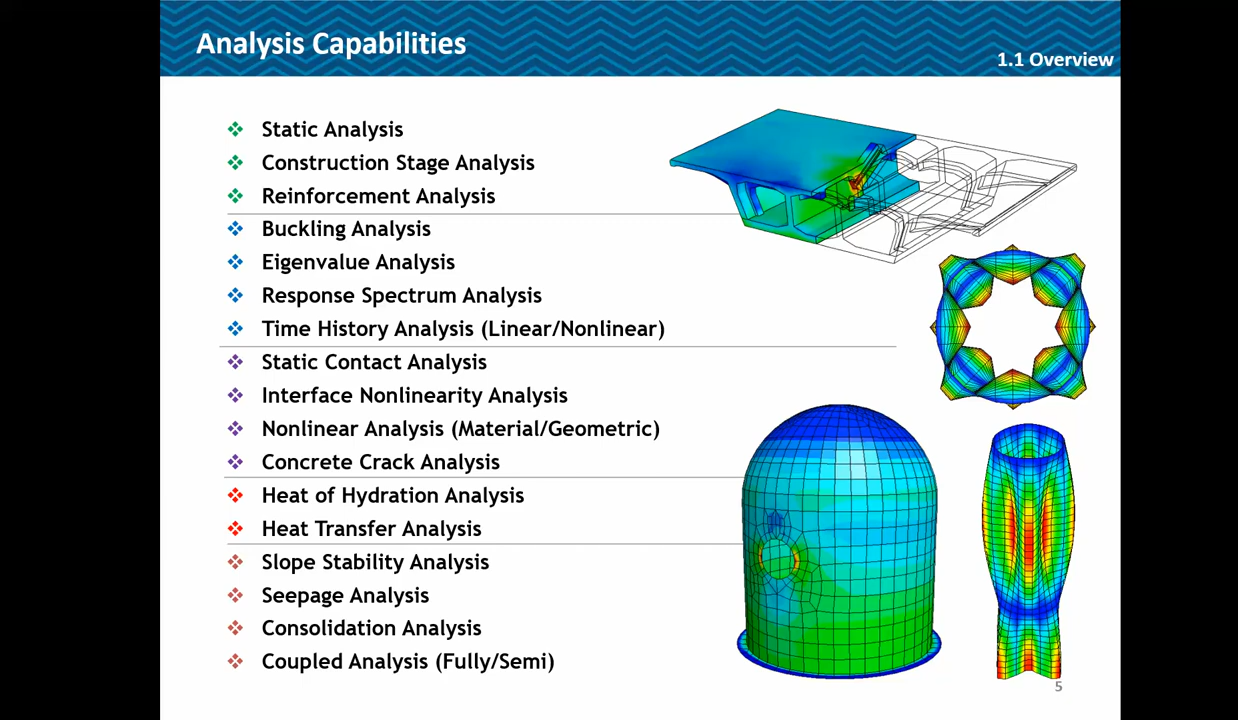 Analysis Capabilities
1.1 Overview
Static Analysis
Construction Stage Analysis
Reinforcement Analysis
Buckling Analysis
Eigenvalue Analysis
Response Spectrum Analysis
Time History Analysis (Linear/Nonlinear)
Static Contact Analysis
Interface Nonlinearity Analysis
Nonlinear Analysis (Material/Geometric)
Concrete Crack Analysis
Heat of Hydration Analysis
Heat Transfer Analysis
Slope Stability Analysis
Seepage Analysis
Consolidation Analysis
Coupled Analysis (Fully/Semi)
5